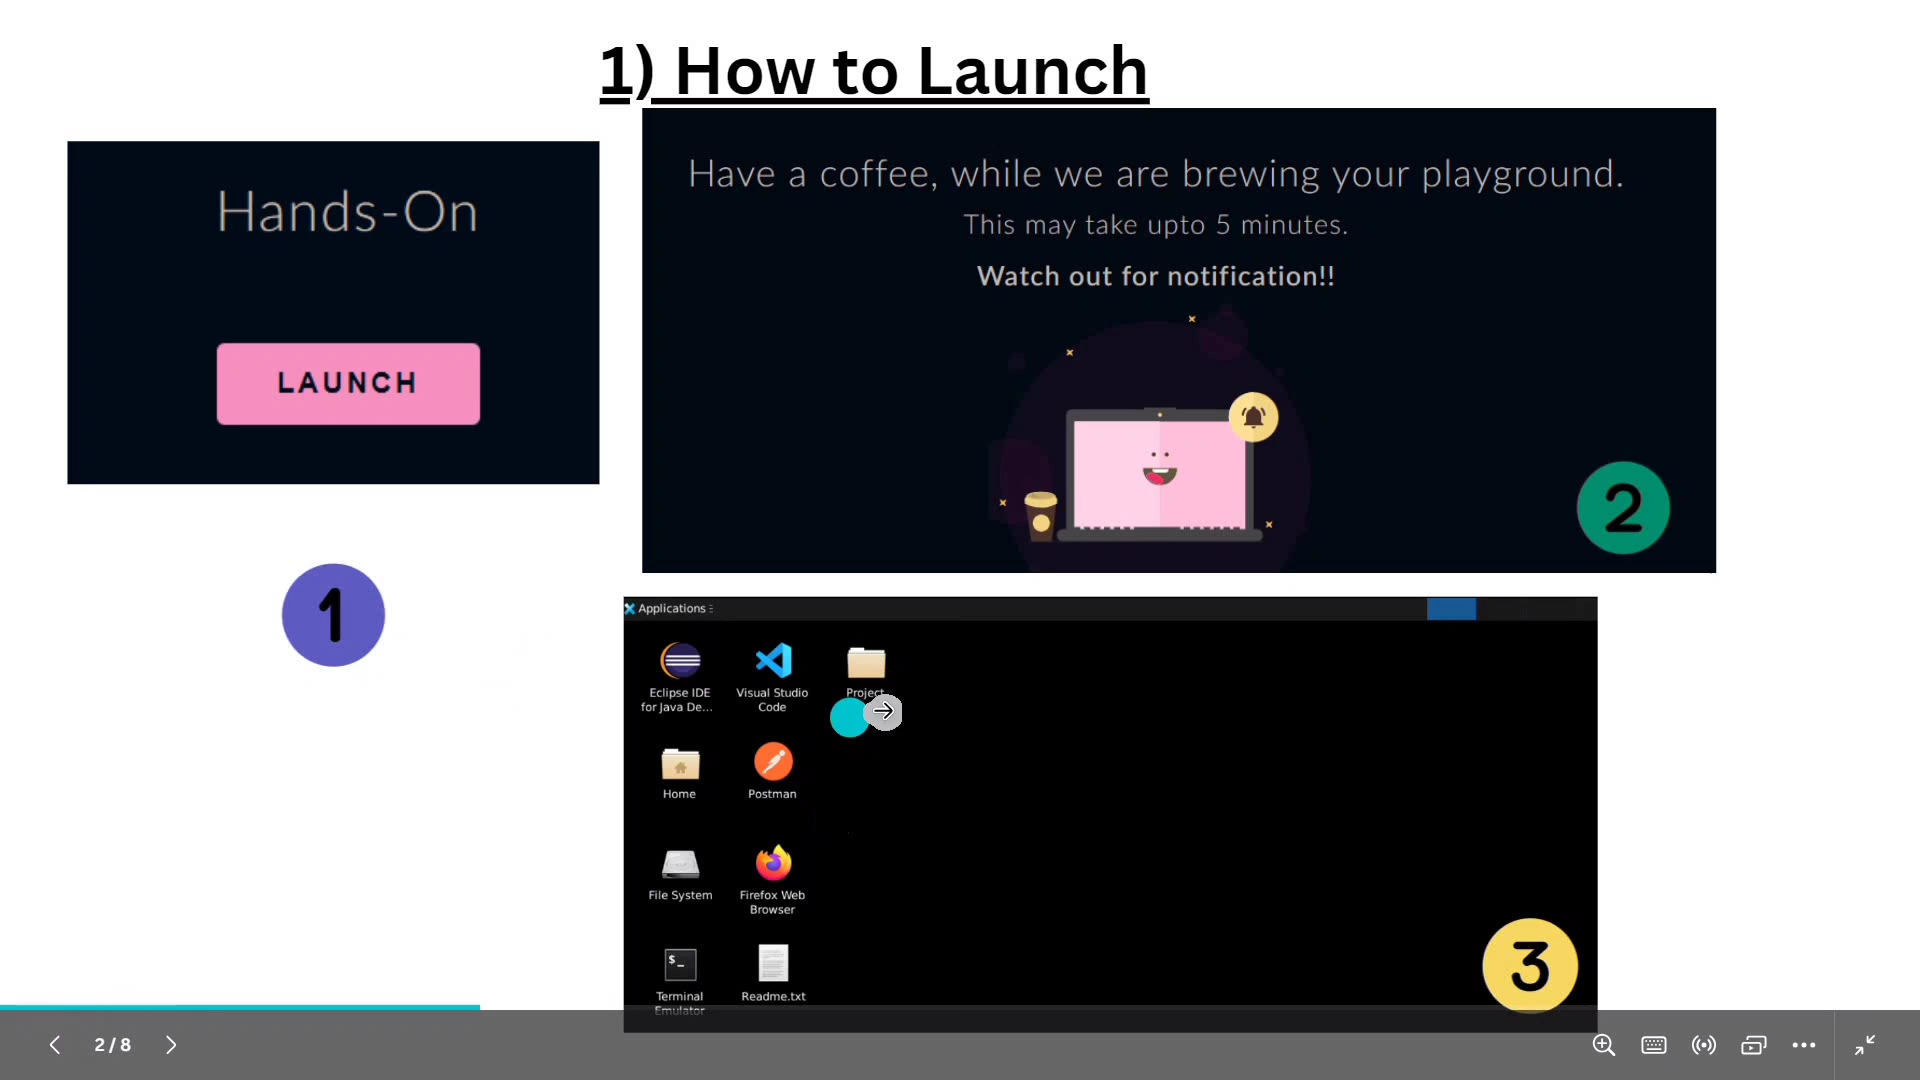 1) How to Launch
Hands-On
LAUNCH
1
Have a coffee, while we are brewing your playground.
This may take upto 5 minutes.
Watch out for notification!!
2
Applications
Eclipse IDE
for Java De...
Visual Studio
Code
Project
Home
Postman
File System
Firefox Web
Browser
$_
Terminal
Emulator
Readme.txt
3
2 / 8